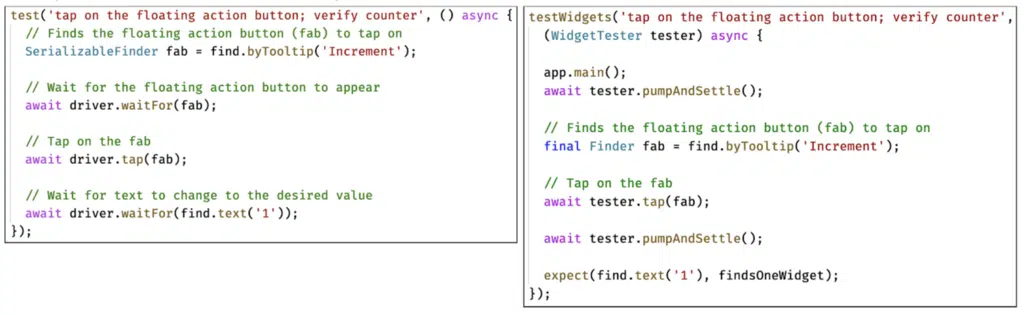 test('tap on the floating action button; verify counter', () async {
// Finds the floating action button (fab) to tap on
SerializableFinder fab = find.byTooltip('Increment');
// Wait for the floating action button to appear
await driver.waitFor(fab);
// Tap on the fab
await driver.tap(fab);
// Wait for text to change to the desired value
await driver.waitFor(find.text('1'));
});
testWidgets('tap on the floating action button; verify counter',
(WidgetTester tester) async {
app.main();
await tester.pumpAndSettle();
// Finds the floating action button (fab) to tap on
final Finder fab = find.byTooltip('Increment');
// Tap on the fab
await tester.tap(fab);
await tester.pumpAndSettle();
expect(find.text('1'), findsOneWidget);
});